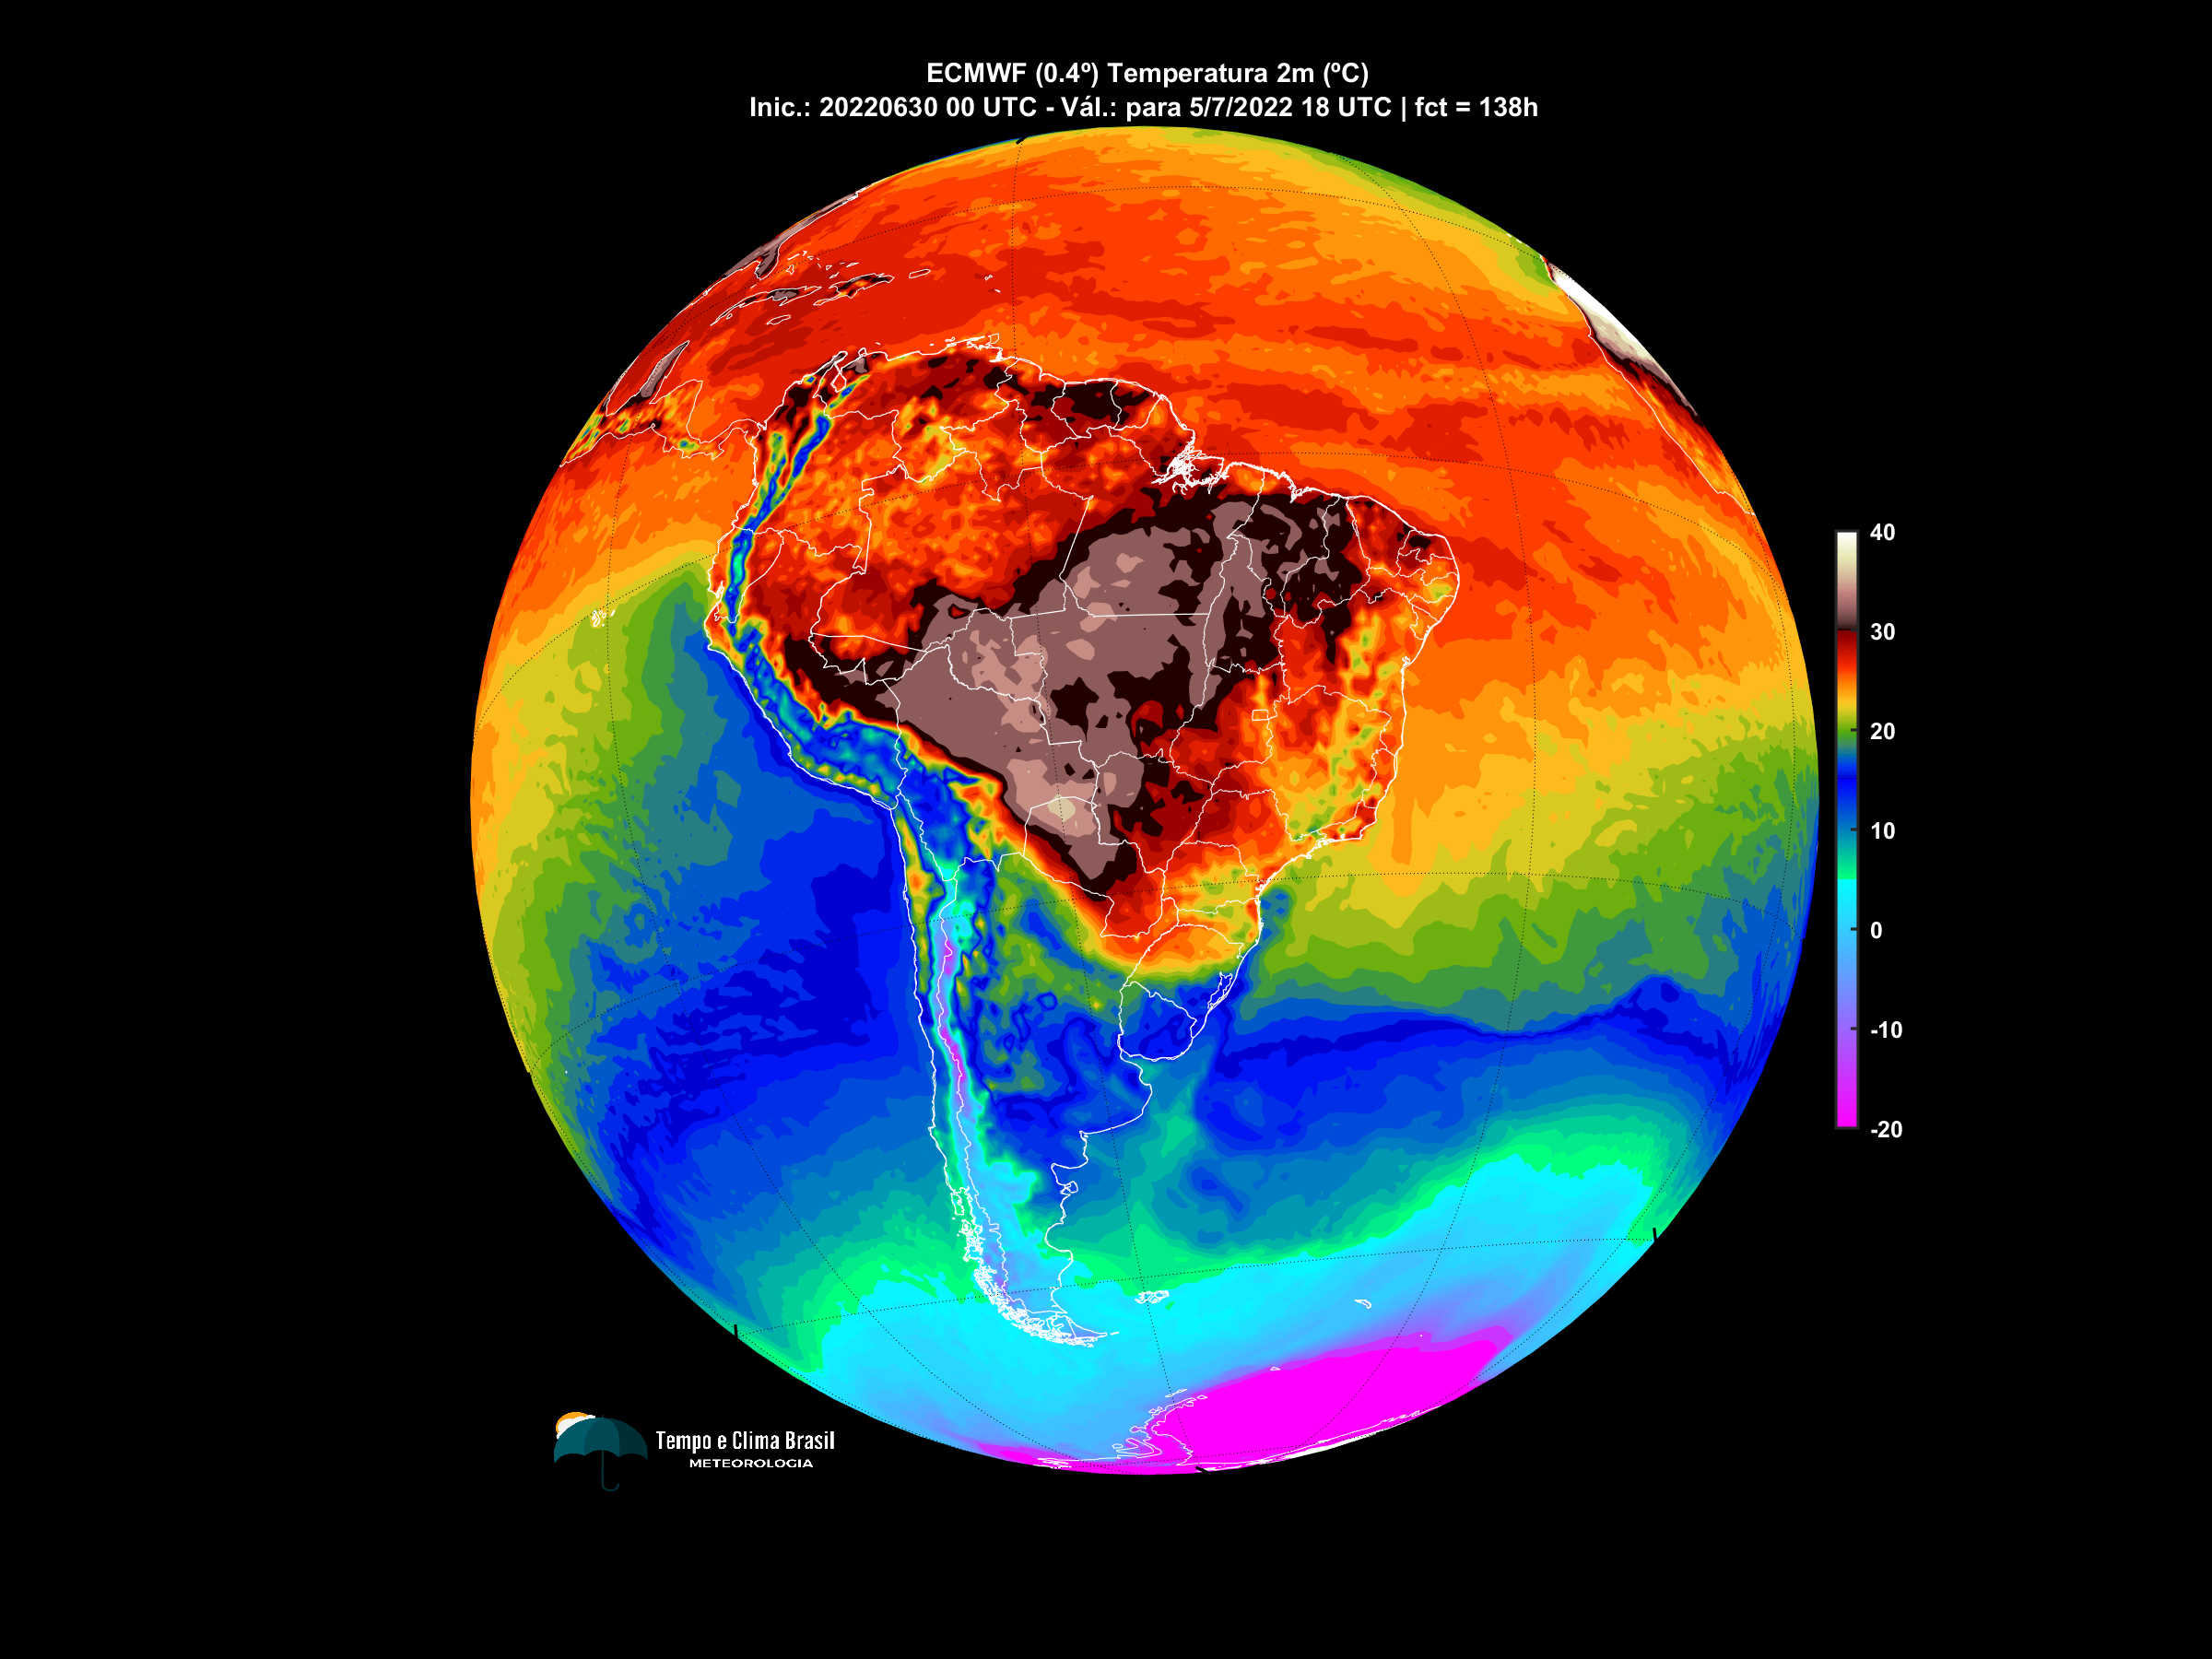 ECMWF (0.4º) Temperatura 2m (ºC)
Inic.: 20220630 00 UTC - Vál.: para 5/7/2022 18 UTC | fct = 138h
40
30
20
10
0
-10
-20
Tempo e Clima Brasil
METEOROLOGIA